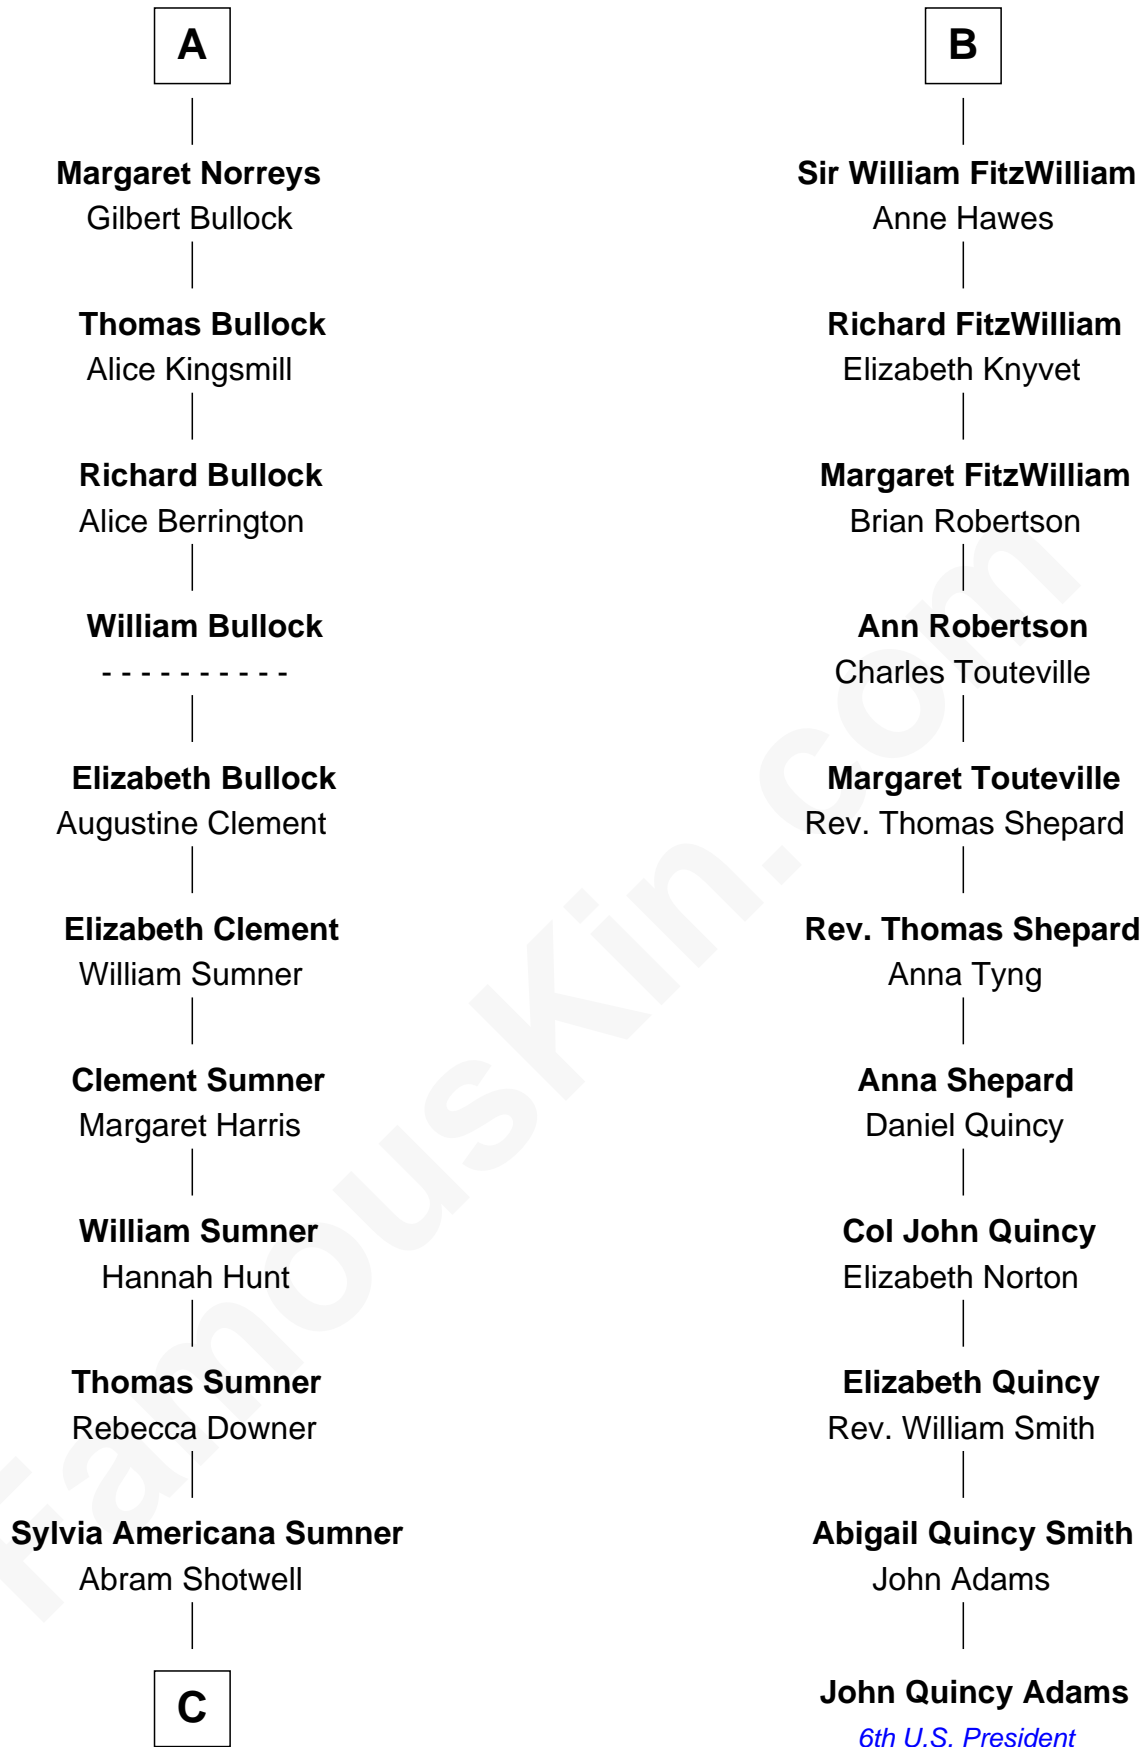 A
Margaret Norreys
Gilbert Bullock
Thomas Bullock
Alice Kingsmill
Richard Bullock
Alice Berrington
William Bullock
- - - - - - - - - -
Elizabeth Bullock
Augustine Clement
Elizabeth Clement
William Sumner
Clement Sumner
Margaret Harris
William Sumner
Hannah Hunt
Thomas Sumner
Rebecca Downer
Sylvia Americana Sumner
Abram Shotwell
C
B
Sir William FitzWilliam
Anne Hawes
Richard FitzWilliam
Elizabeth Knyvet
Margaret FitzWilliam
Brian Robertson
Ann Robertson
Charles Touteville
Margaret Touteville
Rev. Thomas Shepard
Rev. Thomas Shepard
Anna Tyng
Anna Shepard
Daniel Quincy
Col John Quincy
Elizabeth Norton
Elizabeth Quincy
Rev. William Smith
Abigail Quincy Smith
John Adams
John Quincy Adams
6th U.S. President
FamousKin.com